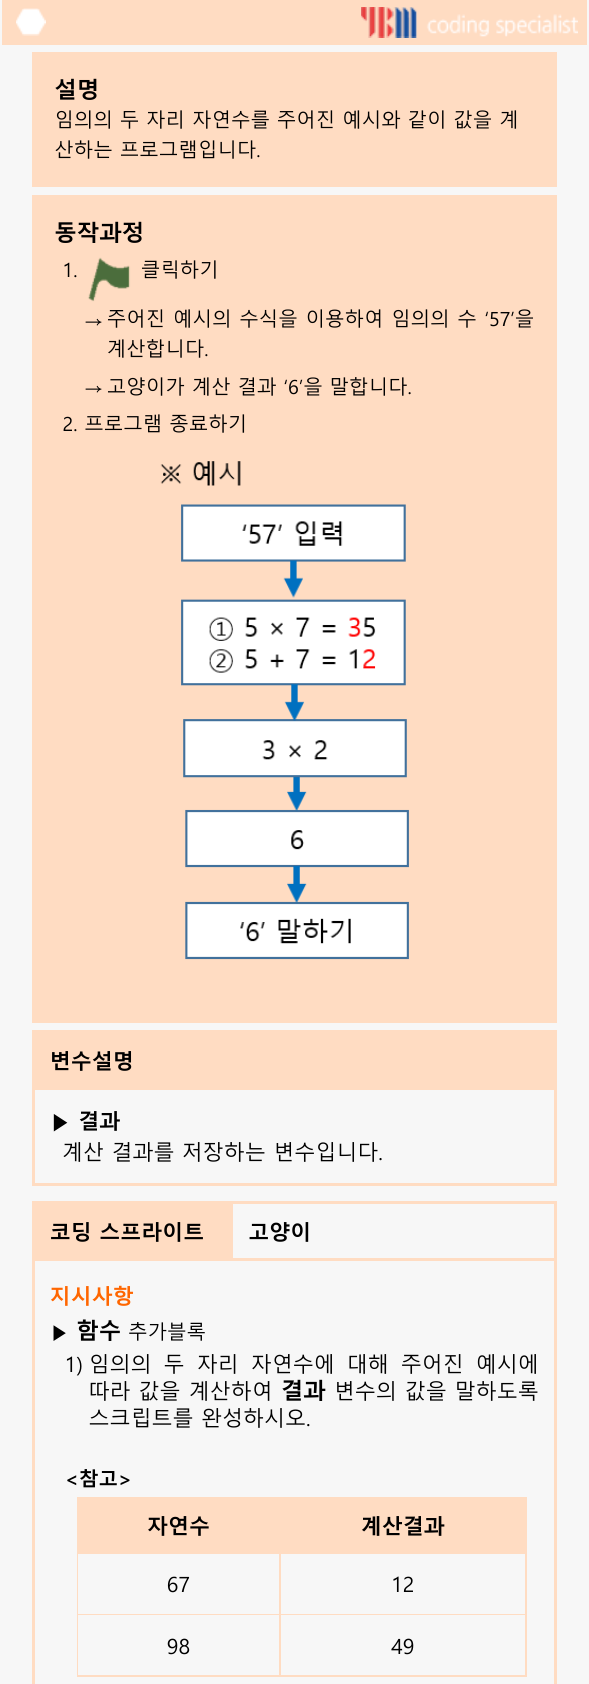 YBM coding specialist
설명
임의의 두 자리 자연수를 주어진 예시와 같이 값을 계
산하는 프로그램입니다.
동작과정
1. 클릭하기
→ 주어진 예시의 수식을 이용하여 임의의 수 ‘57’을
계산합니다.
→ 고양이가 계산 결과 ‘6’을 말합니다.
2. 프로그램 종료하기
※ 예시
‘57’ 입력
① 5 × 7 = 35
② 5 + 7 = 12
3 × 2
6
‘6’ 말하기
변수설명
▶ 결과
계산 결과를 저장하는 변수입니다.
코딩 스프라이트 고양이
지시사항
▶ 함수 추가블록
1) 임의의 두 자리 자연수에 대해 주어진 예시에
따라 값을 계산하여 결과 변수의 값을 말하도록
스크립트를 완성하시오.
<참고>
자연수 계산결과
67 12
98 49